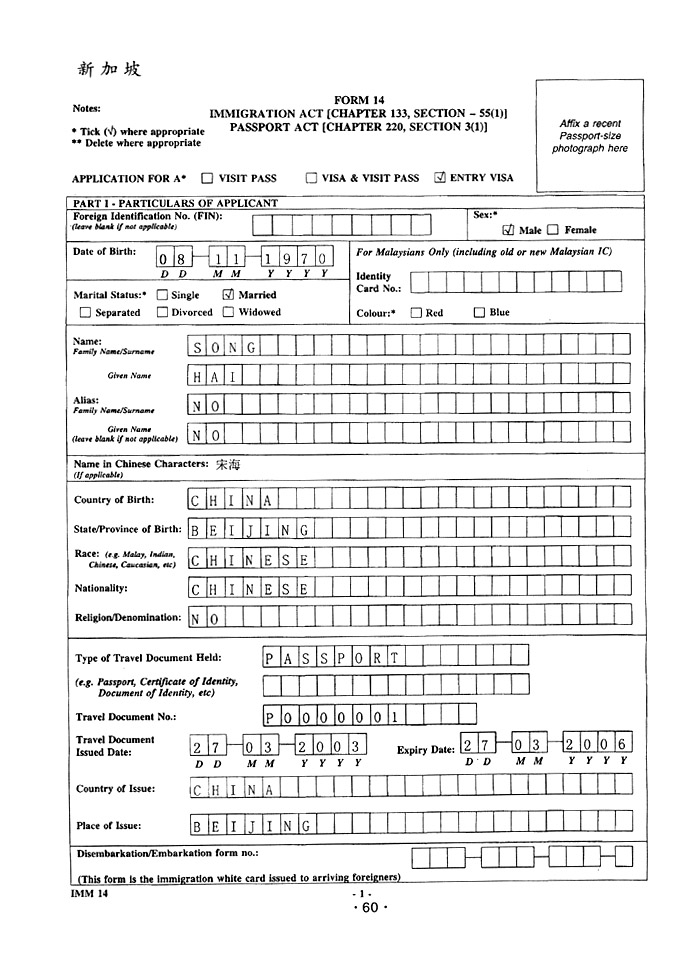 新加坡
FORM 14
IMMIGRATION ACT [CHAPTER 133, SECTION – 55(1)]
PASSPORT ACT [CHAPTER 220, SECTION 3(1)]
Notes:
* Tick (√) where appropriate
** Delete where appropriate
Affix a recent
Passport-size
photograph here
APPLICATION FOR A* ☐ VISIT PASS ☐ VISA & VISIT PASS ☑ ENTRY VISA
PART I - PARTICULARS OF APPLICANT
Foreign Identification No. (FIN):
(leave blank if not applicable)
Sex:*
☑ Male ☐ Female
Date of Birth: 08-11-1970
D D M M Y Y Y Y
For Malaysians Only (including old or new Malaysian IC)
Identity
Card No.:
Marital Status:* ☐ Single ☑ Married
☐ Separated ☐ Divorced ☐ Widowed
Colour:* ☐ Red ☐ Blue
Name:
Family Name/Surname
SONG
Given Name
HAI
Alias:
Family Name/Surname
NO
Given Name
(leave blank if not applicable)
NO
Name in Chinese Characters: 宋海
(If applicable)
Country of Birth: CHINA
State/Province of Birth: BEIJING
Race: (e.g. Malay, Indian,
Chinese, Caucasian, etc)
CHINESE
Nationality: CHINESE
Religion/Denomination: NO
Type of Travel Document Held: PASSPORT
(e.g. Passport, Certificate of Identity,
Document of Identity, etc)
Travel Document No.: P0000001
Travel Document
Issued Date: 27-03-2003
D D M M Y Y Y Y
Expiry Date: 27-03-2006
D D M M Y Y Y Y
Country of Issue: CHINA
Place of Issue: BEIJING
Disembarkation/Embarkation form no.:
(This form is the immigration white card issued to arriving foreigners)
IMM 14
- 1 -
· 60 ·